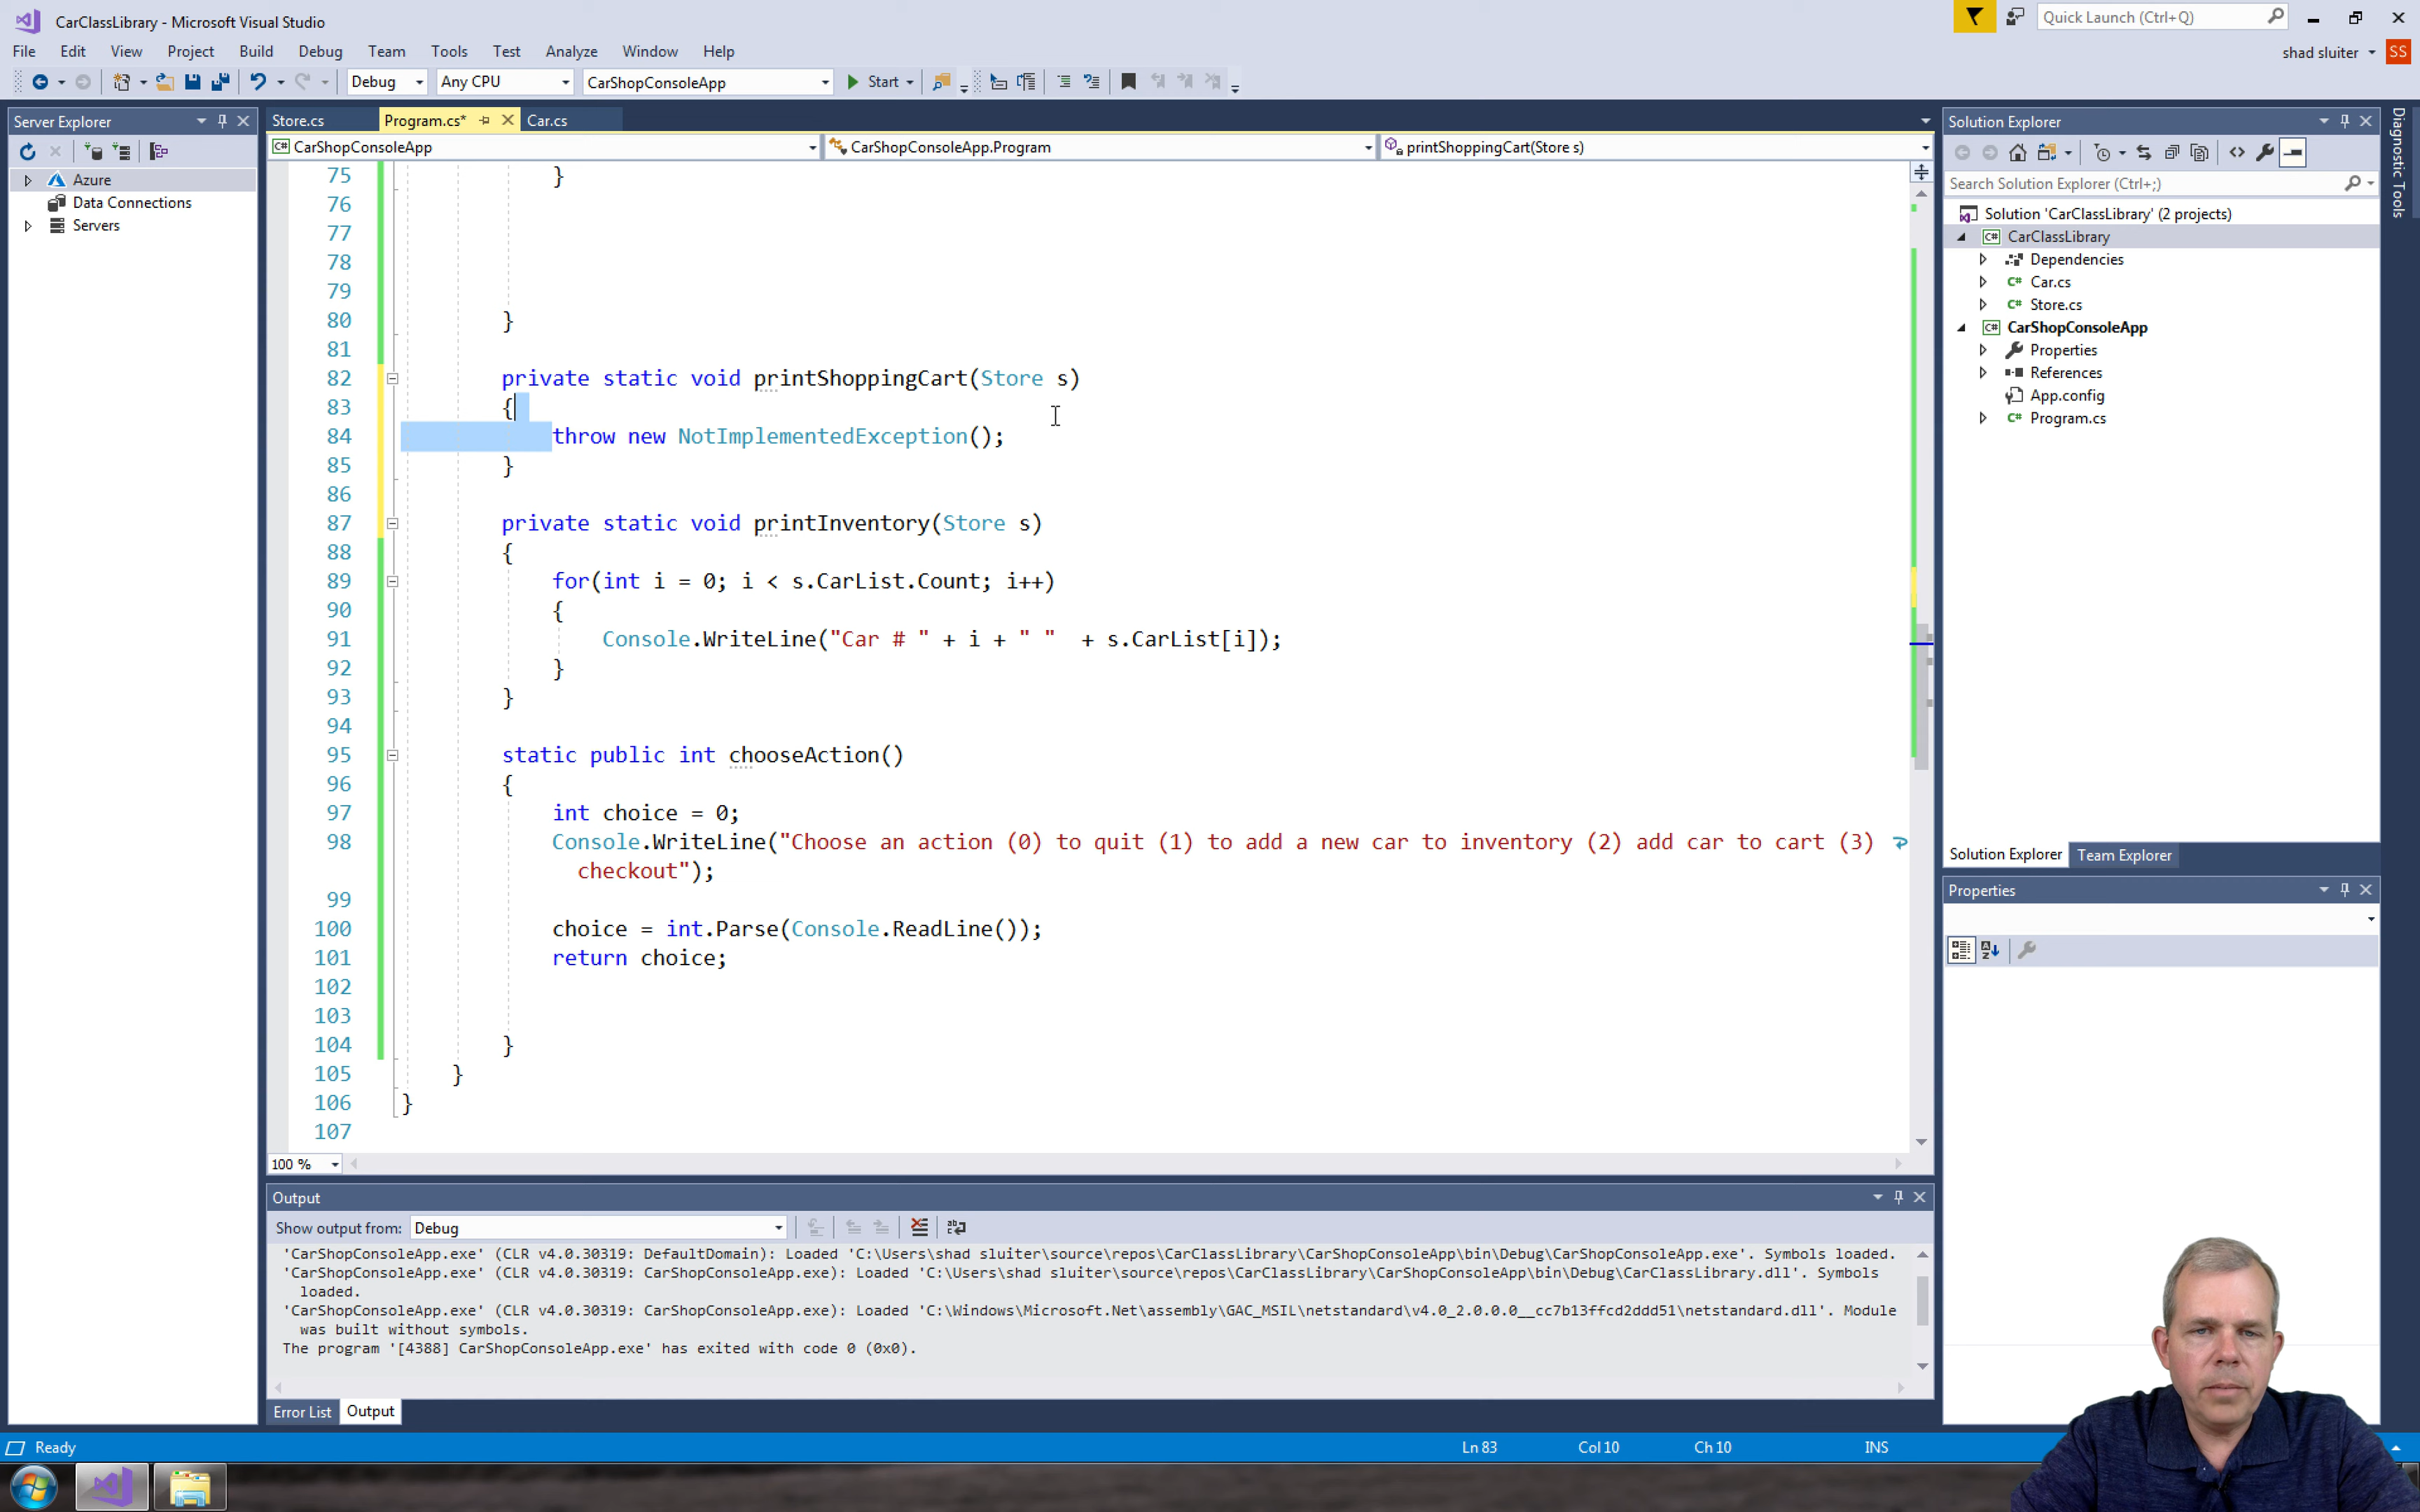 CarClassLibrary - Microsoft Visual Studio
Quick Launch (Ctrl+Q)
File Edit View Project Build Debug Team Tools Test Analyze Window Help
shad sluiter SS
Debug Any CPU CarShopConsoleApp Start
Server Explorer
Azure
Data Connections
Servers
Store.cs Program.cs* Car.cs
CarShopConsoleApp CarShopConsoleApp.Program printShoppingCart(Store s)
75 }
76
77
78
79
80 }
81
82 private static void printShoppingCart(Store s)
83 {
84 throw new NotImplementedException();
85 }
86
87 private static void printInventory(Store s)
88 {
89 for(int i = 0; i < s.CarList.Count; i++)
90 {
91 Console.WriteLine("Car # " + i + " "  + s.CarList[i]);
92 }
93 }
94
95 static public int chooseAction()
96 {
97 int choice = 0;
98 Console.WriteLine("Choose an action (0) to quit (1) to add a new car to inventory (2) add car to cart (3)
checkout");
99
100 choice = int.Parse(Console.ReadLine());
101 return choice;
102
103
104 }
105 }
106 }
107
100 %
Output
Show output from: Debug
'CarShopConsoleApp.exe' (CLR v4.0.30319: DefaultDomain): Loaded 'C:\Users\shad sluiter\source\repos\CarClassLibrary\CarShopConsoleApp\bin\Debug\CarShopConsoleApp.exe'. Symbols loaded.
'CarShopConsoleApp.exe' (CLR v4.0.30319: CarShopConsoleApp.exe): Loaded 'C:\Users\shad sluiter\source\repos\CarClassLibrary\CarShopConsoleApp\bin\Debug\CarClassLibrary.dll'. Symbols
loaded.
'CarShopConsoleApp.exe' (CLR v4.0.30319: CarShopConsoleApp.exe): Loaded 'C:\Windows\Microsoft.Net\assembly\GAC_MSIL\netstandard\v4.0_2.0.0.0__cc7b13ffcd2ddd51\netstandard.dll'. Module
was built without symbols.
The program '[4388] CarShopConsoleApp.exe' has exited with code 0 (0x0).
Error List Output
Solution Explorer
Search Solution Explorer (Ctrl+;)
Solution 'CarClassLibrary' (2 projects)
C# CarClassLibrary
Dependencies
C# Car.cs
C# Store.cs
C# CarShopConsoleApp
Properties
References
App.config
C# Program.cs
Solution Explorer Team Explorer
Properties
Diagnostic Tools
Ready Ln 83 Col 10 Ch 10 INS